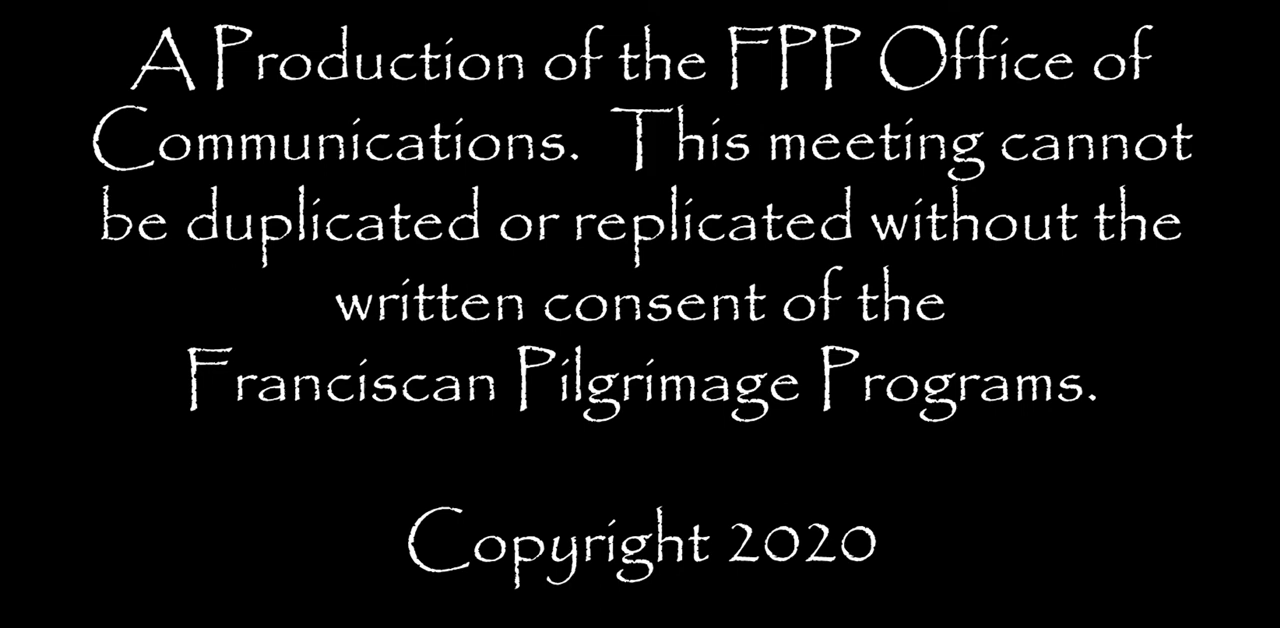 A Production of the FPP Office of
Communications.  This meeting cannot
be duplicated or replicated without the
written consent of the
Franciscan Pilgrimage Programs.
Copyright 2020